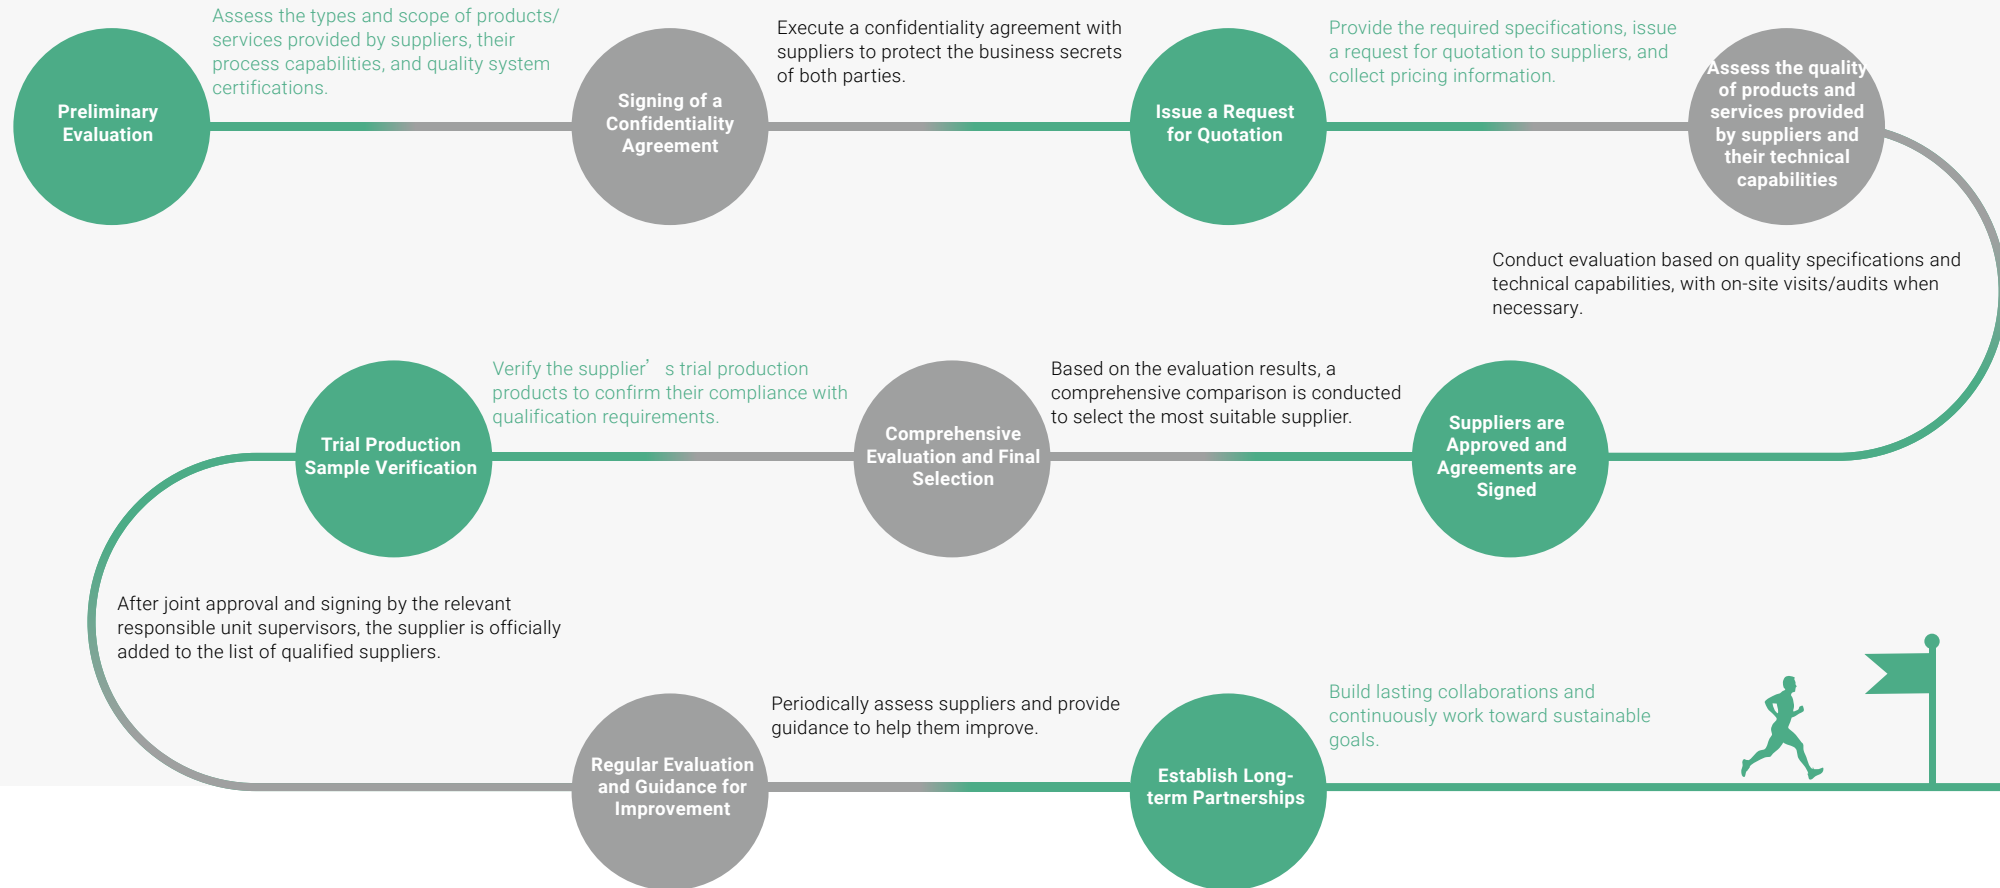 Preliminary
Evaluation
Assess the types and scope of products/
services provided by suppliers, their
process capabilities, and quality system
certifications.
Signing of a
Confidentiality
Agreement
Execute a confidentiality agreement with
suppliers to protect the business secrets
of both parties.
Issue a Request
for Quotation
Provide the required specifications, issue
a request for quotation to suppliers, and
collect pricing information.
Assess the quality
of products and
services provided
by suppliers and
their technical
capabilities
Conduct evaluation based on quality specifications and
technical capabilities, with on-site visits/audits when
necessary.
Trial Production
Sample Verification
Verify the supplier’ s trial production
products to confirm their compliance with
qualification requirements.
Comprehensive
Evaluation and Final
Selection
Based on the evaluation results, a
comprehensive comparison is conducted
to select the most suitable supplier.
Suppliers are
Approved and
Agreements are
Signed
After joint approval and signing by the relevant
responsible unit supervisors, the supplier is officially
added to the list of qualified suppliers.
Regular Evaluation
and Guidance for
Improvement
Periodically assess suppliers and provide
guidance to help them improve.
Establish Long-
term Partnerships
Build lasting collaborations and
continuously work toward sustainable
goals.